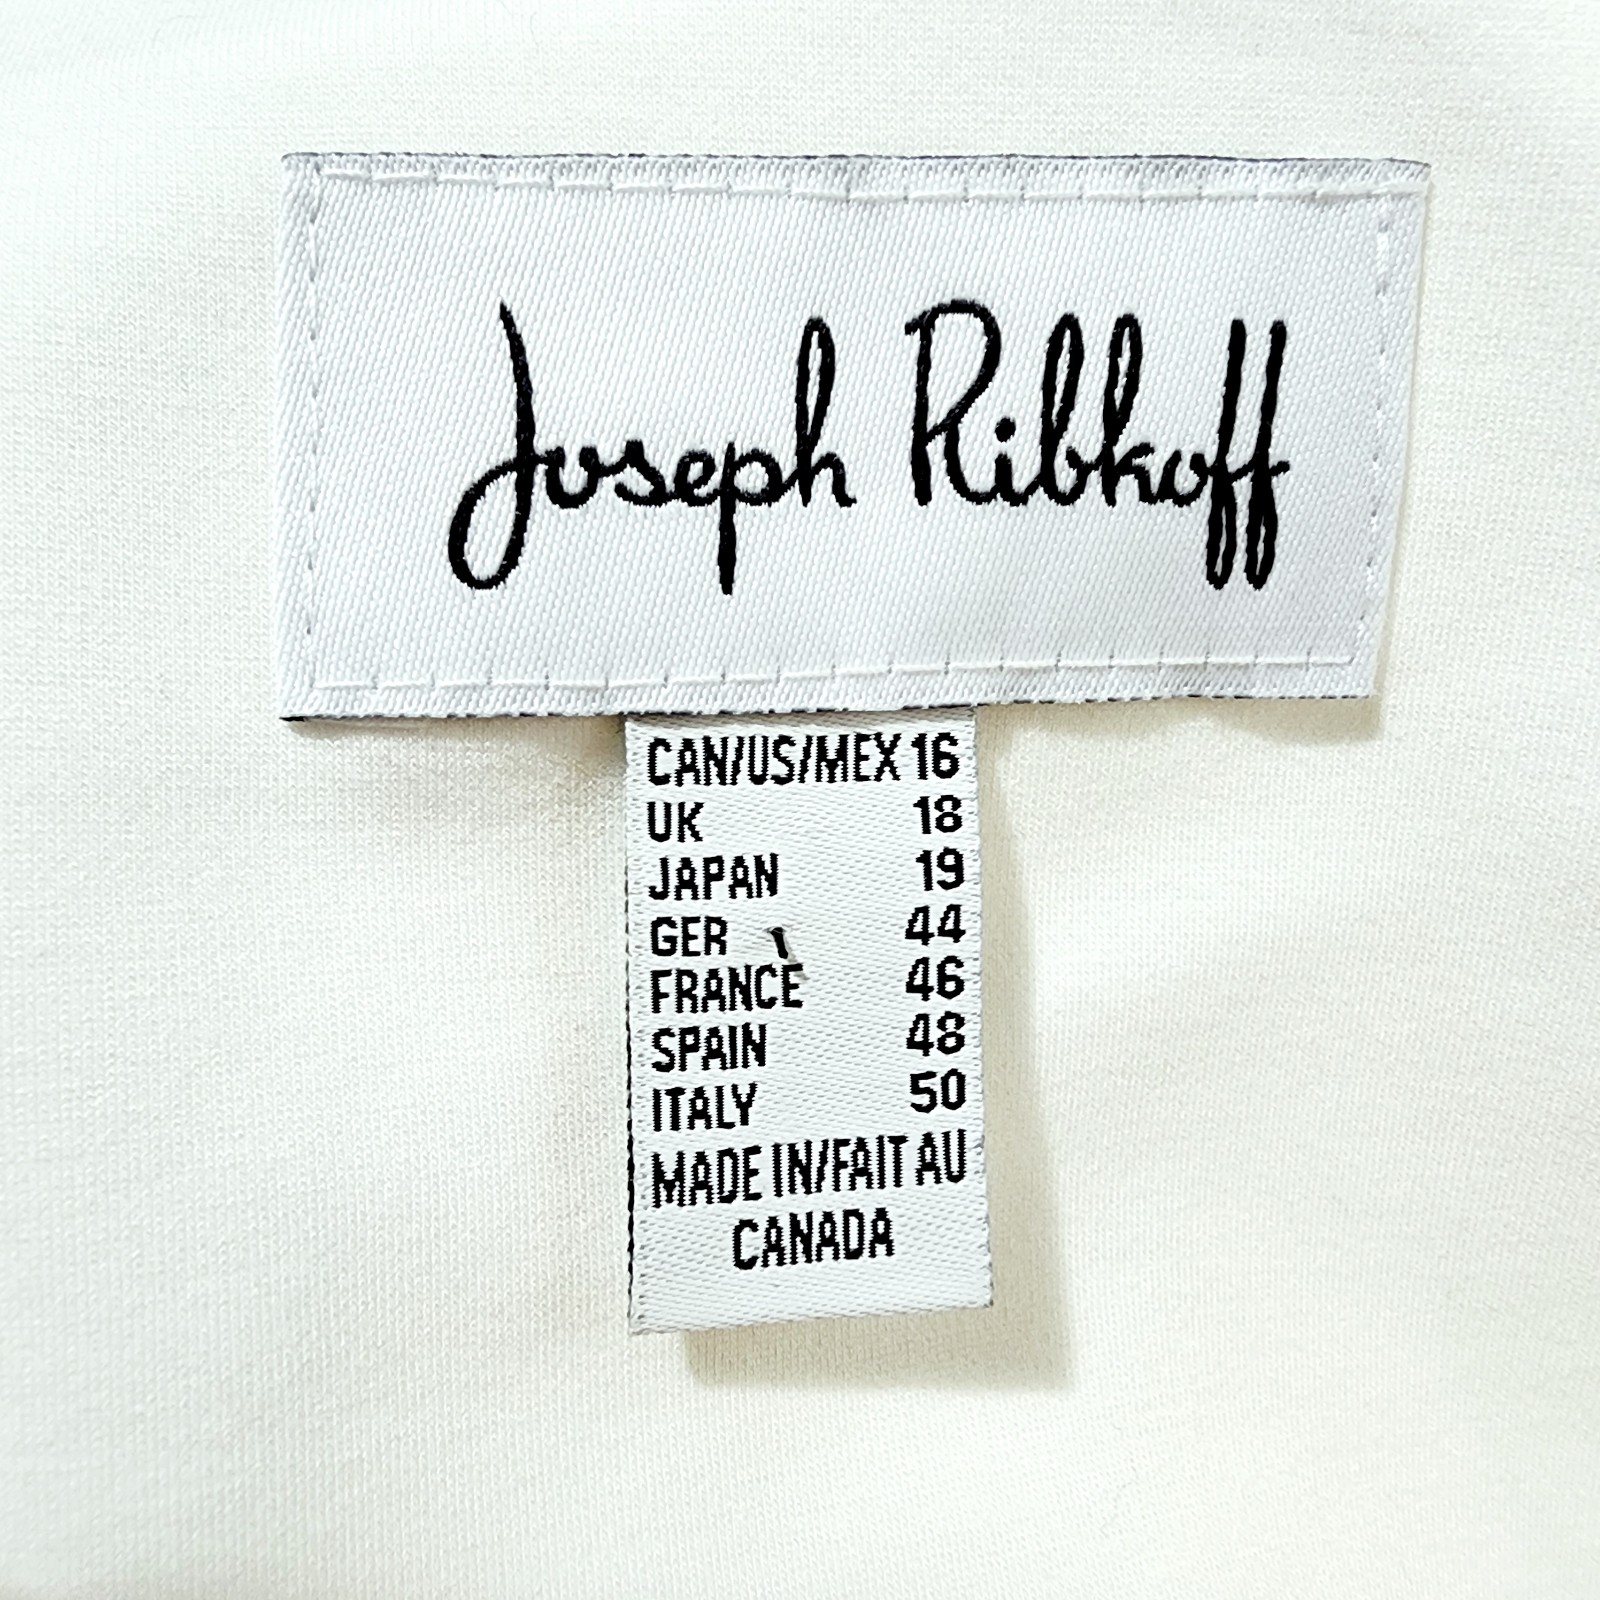 Joseph Ribkoff
CAN/US/MEX 16
UK 18
JAPAN 19
GER 44
FRANCE 46
SPAIN 48
ITALY 50
MADE IN/FAIT AU
CANADA